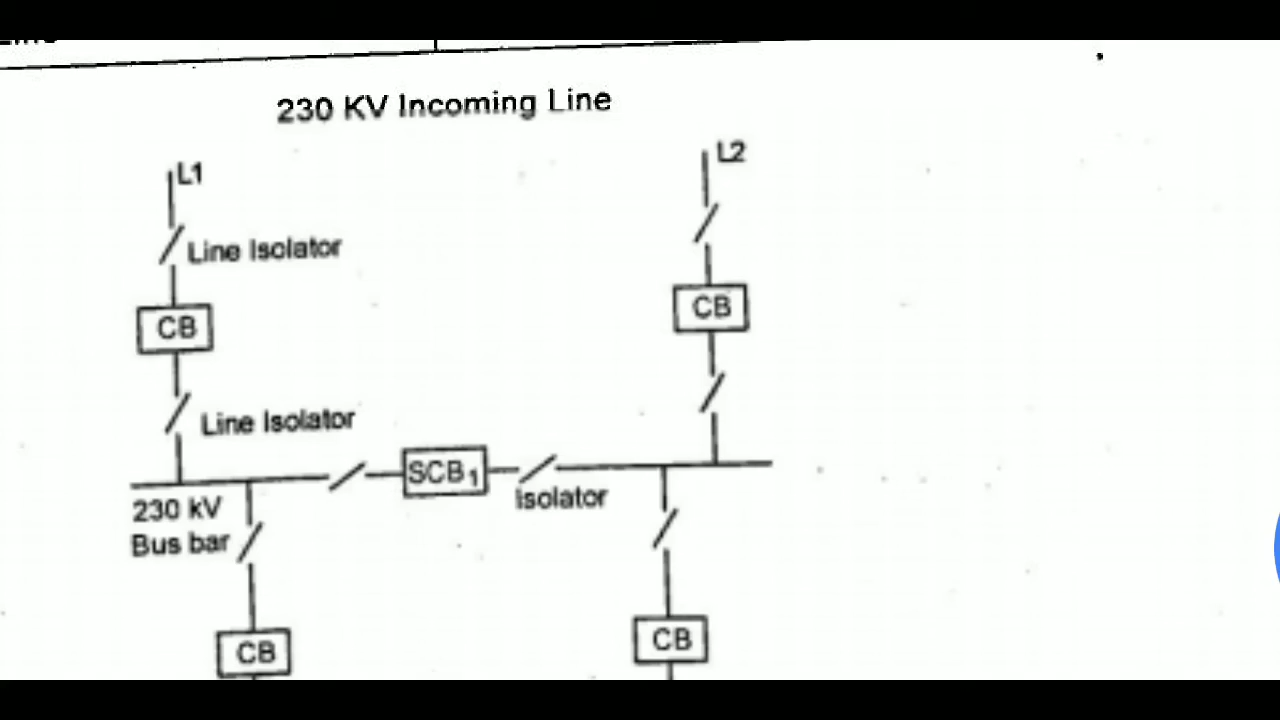 230 KV Incoming Line
L1
L2
Line Isolator
CB
CB
Line Isolator
SCB1
Isolator
230 kV
Bus bar
CB
CB